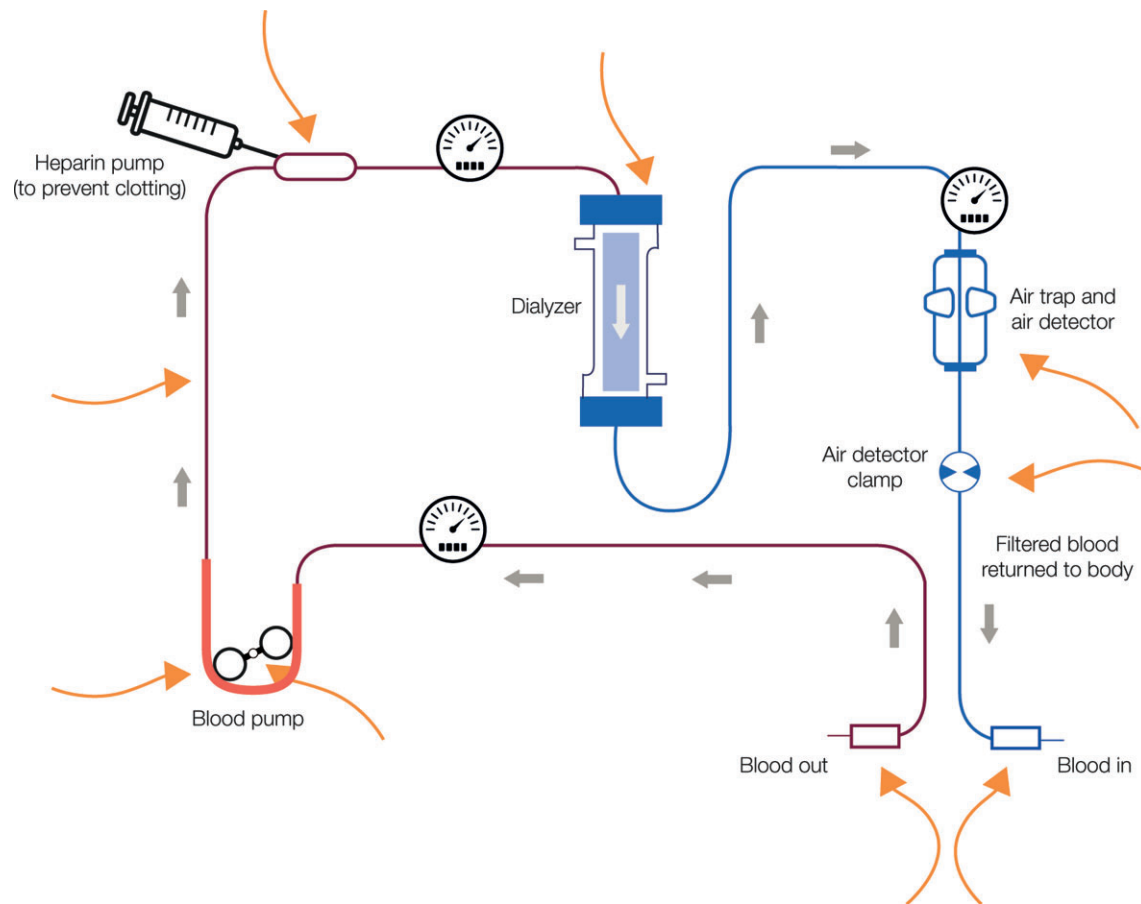 Heparin pump
(to prevent clotting)
Dialyzer
Air trap and
air detector
Air detector
clamp
Filtered blood
returned to body
Blood pump
Blood out
Blood in